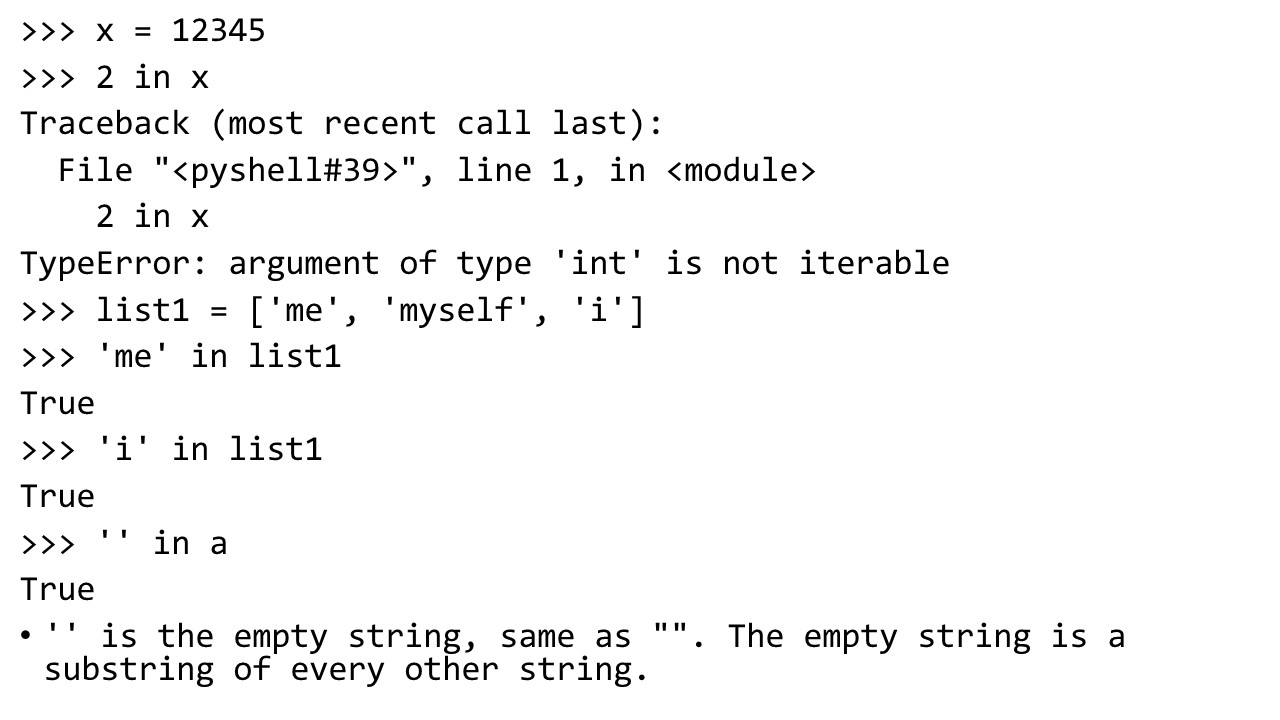 >>> x = 12345
>>> 2 in x
Traceback (most recent call last):
  File "<pyshell#39>", line 1, in <module>
    2 in x
TypeError: argument of type 'int' is not iterable
>>> list1 = ['me', 'myself', 'i']
>>> 'me' in list1
True
>>> 'i' in list1
True
>>> '' in a
True
• '' is the empty string, same as "". The empty string is a
substring of every other string.